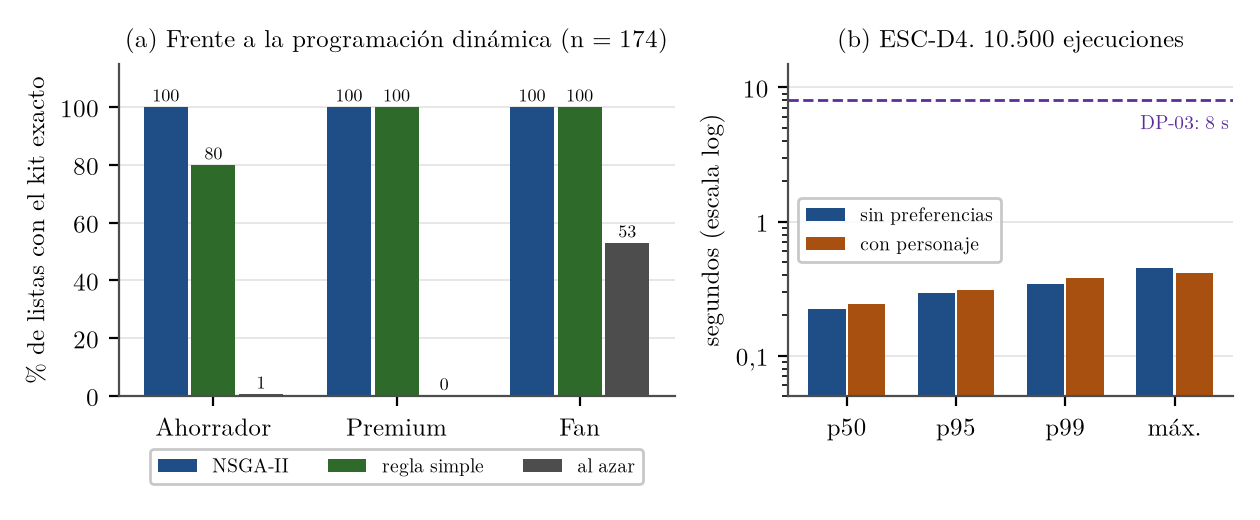 (a) Frente a la programación dinámica (n = 174)
% de listas con el kit exacto
100
80
60
40
20
0
100
80
1
100
100
0
100
100
53
Ahorrador
Premium
Fan
NSGA-II
regla simple
al azar
(b) ESC-D4. 10.500 ejecuciones
segundos (escala log)
10
1
0,1
DP-03: 8 s
sin preferencias
con personaje
p50
p95
p99
máx.